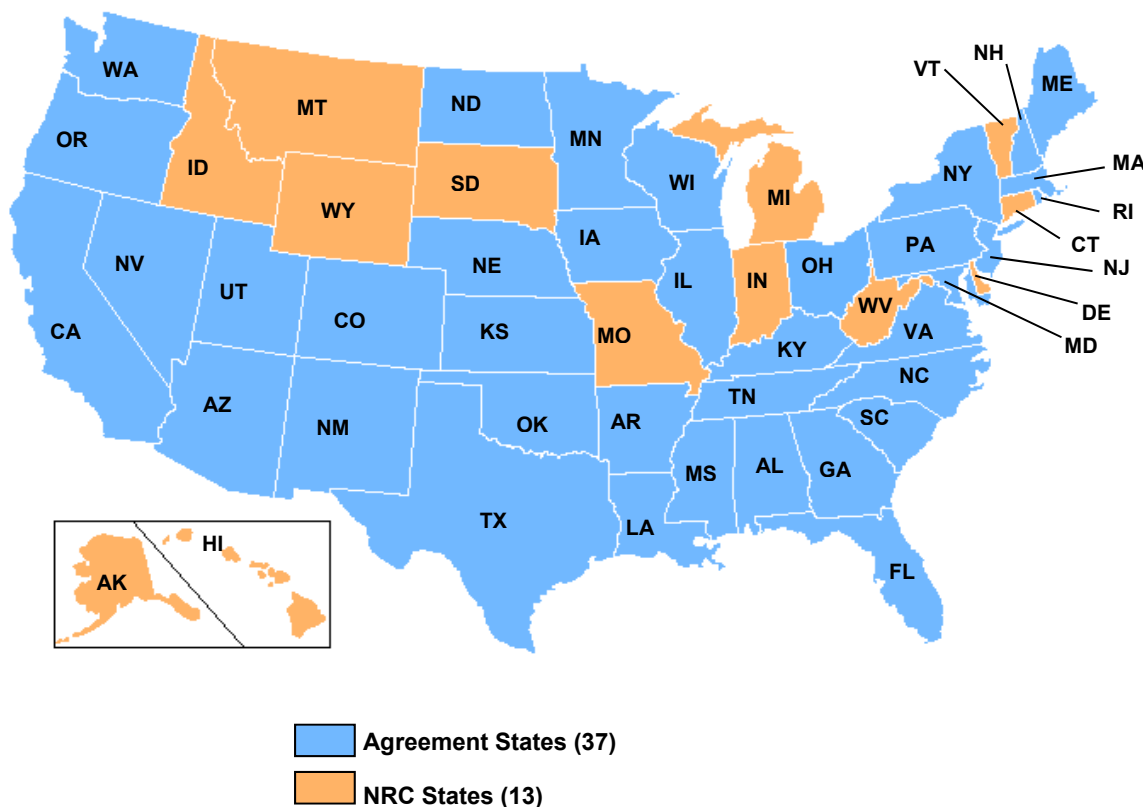 NH
VT
ME
WA
MT
ND
MN
OR
ID
SD
WI
NY
MA
MI
WY
RI
IA
PA
CT
NE
OH
NV
IL
IN
NJ
UT
WV
DE
CO
CA
KS
MO
VA
KY
MD
NC
TN
AZ
SC
OK
AR
NM
MS
AL
GA
TX
LA
HI
FL
AK
Agreement States (37)
NRC States (13)